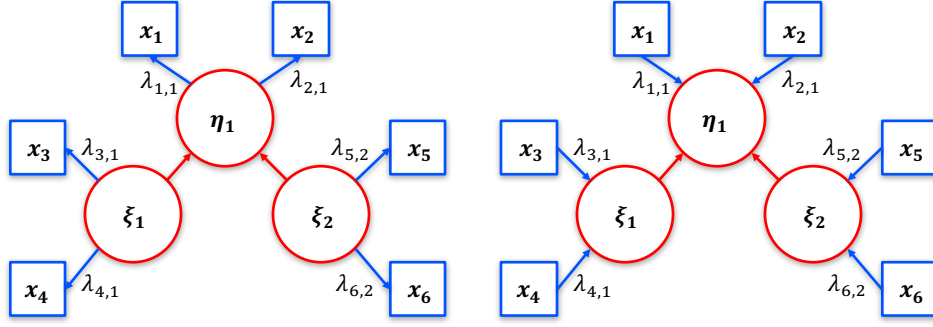 x₁ x₂ x₁ x₂
λ₁,₁ λ₂,₁ λ₁,₁ λ₂,₁
η₁ η₁
x₃ λ₃,₁ λ₅,₂ x₅ x₃ λ₃,₁ λ₅,₂ x₅
ξ₁ ξ₂ ξ₁ ξ₂
x₄ λ₄,₁ λ₆,₂ x₆ x₄ λ₄,₁ λ₆,₂ x₆